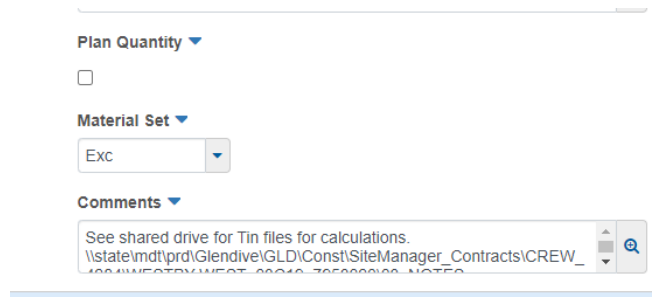 Plan Quantity
Material Set
Exc
Comments
See shared drive for Tin files for calculations.
\\state\mdt\prd\Glendive\GLD\Const\SiteManager_Contracts\CREW_